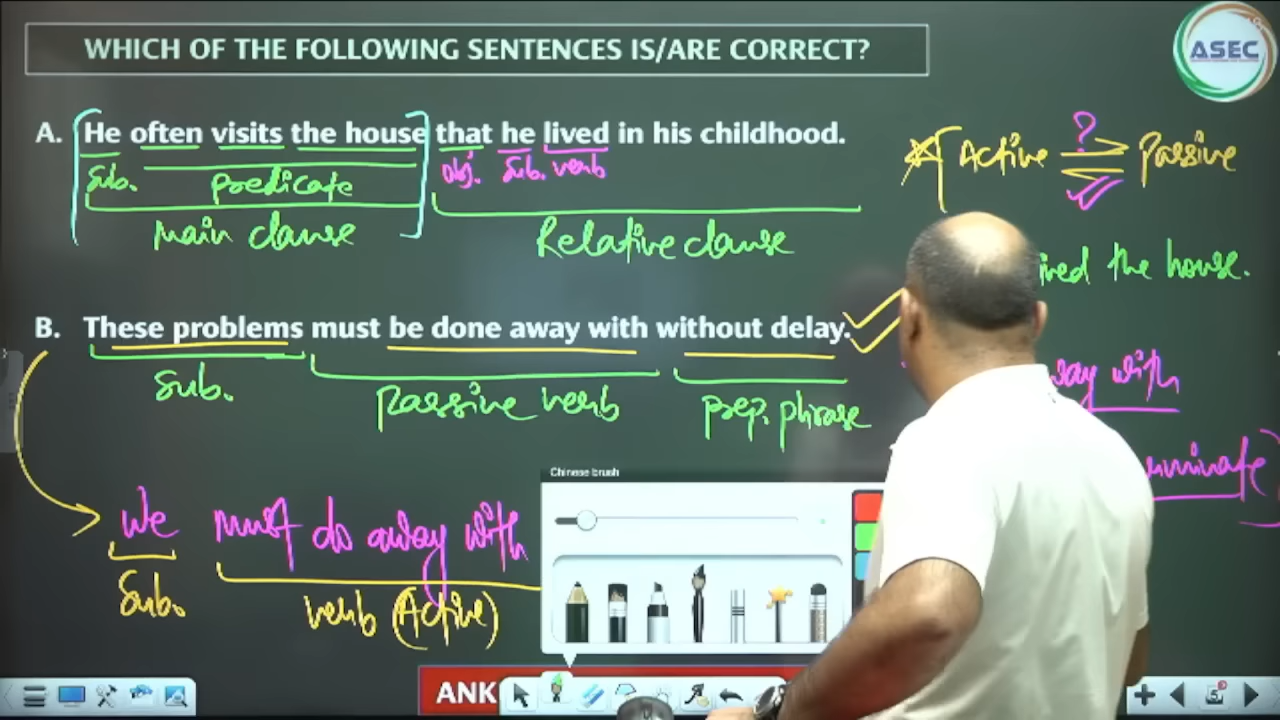 WHICH OF THE FOLLOWING SENTENCES IS/ARE CORRECT?
ASEC
A. He often visits the house that he lived in his childhood.
Sub. predicate
obj. Sub. verb
main clause
Relative clause
Active ? Passive
the house.
B. These problems must be done away with without delay.
Sub.
passive verb
prep. phrase
way with
We must do away with
Sub.
verb (Active)
Chinese brush
ANK